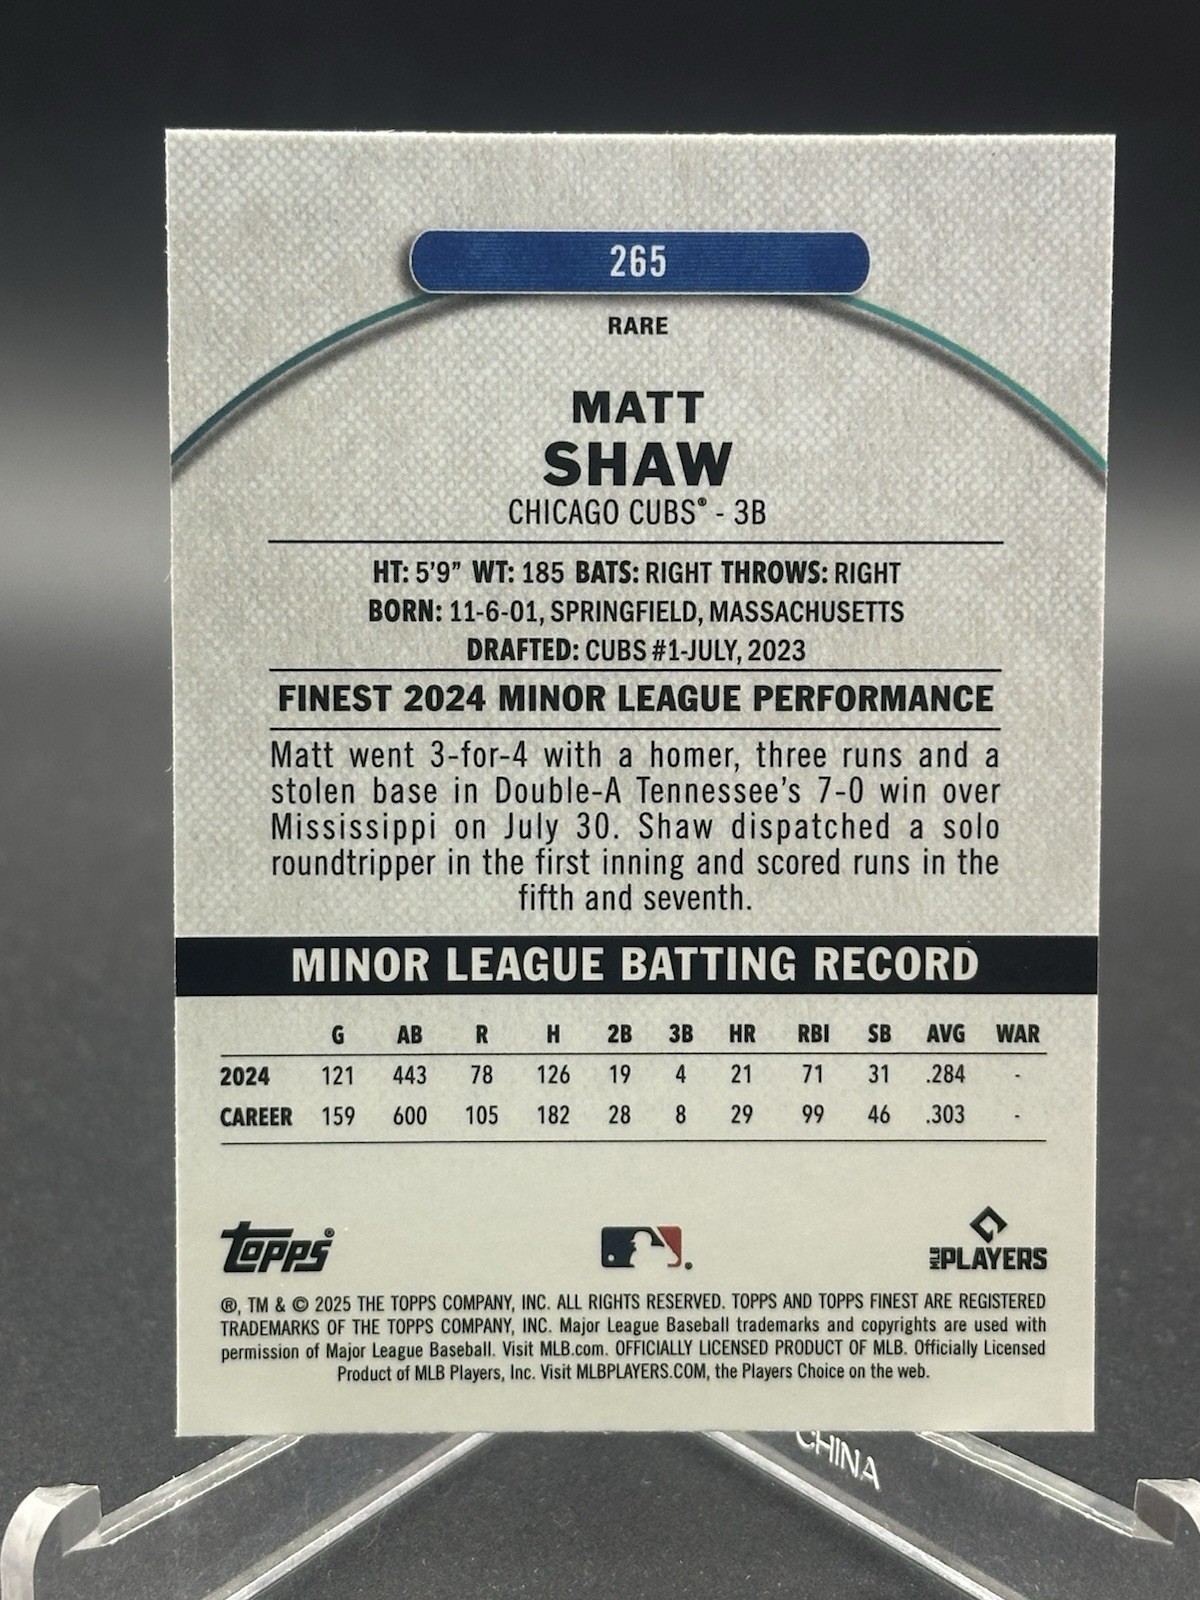 265
RARE
MATT
SHAW
CHICAGO CUBS® - 3B
HT: 5'9” WT: 185 BATS: RIGHT THROWS: RIGHT
BORN: 11-6-01, SPRINGFIELD, MASSACHUSETTS
DRAFTED: CUBS #1-JULY, 2023
FINEST 2024 MINOR LEAGUE PERFORMANCE
Matt went 3-for-4 with a homer, three runs and a
stolen base in Double-A Tennessee's 7-0 win over
Mississippi on July 30. Shaw dispatched a solo
roundtripper in the first inning and scored runs in the
fifth and seventh.
MINOR LEAGUE BATTING RECORD
G AB R H 2B 3B HR RBI SB AVG WAR
2024 121 443 78 126 19 4 21 71 31 .284 -
CAREER 159 600 105 182 28 8 29 99 46 .303 -
Topps®
MLB PLAYERS
®, TM & © 2025 THE TOPPS COMPANY, INC. ALL RIGHTS RESERVED. TOPPS AND TOPPS FINEST ARE REGISTERED
TRADEMARKS OF THE TOPPS COMPANY, INC. Major League Baseball trademarks and copyrights are used with
permission of Major League Baseball. Visit MLB.com. OFFICIALLY LICENSED PRODUCT OF MLB. Officially Licensed
Product of MLB Players, Inc. Visit MLBPLAYERS.COM, the Players Choice on the web.
CHINA